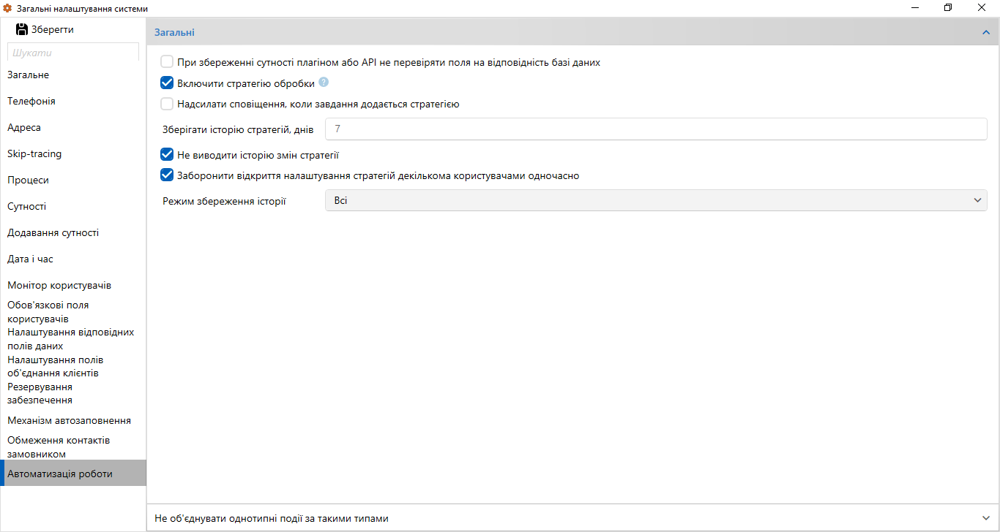 Загальні налаштування системи
Зберегти
Шукати
Загальне
Телефонія
Адреса
Skip-tracing
Процеси
Сутності
Додавання сутності
Дата і час
Монітор користувачів
Обов'язкові поля
користувачів
Налаштування відповідних
полів даних
Налаштування полів
об'єднання клієнтів
Резервування
забезпечення
Механізм автозаповнення
Обмеження контактів
замовником
Автоматизація роботи
Загальні
При збереженні сутності плагіном або API не перевіряти поля на відповідність базі даних
Включити стратегію обробки ?
Надсилати сповіщення, коли завдання додається стратегією
Зберігати історію стратегій, днів 7
Не виводити історію змін стратегії
Заборонити відкриття налаштування стратегій декількома користувачами одночасно
Режим збереження історії Всі
Не об'єднувати однотипні події за такими типами